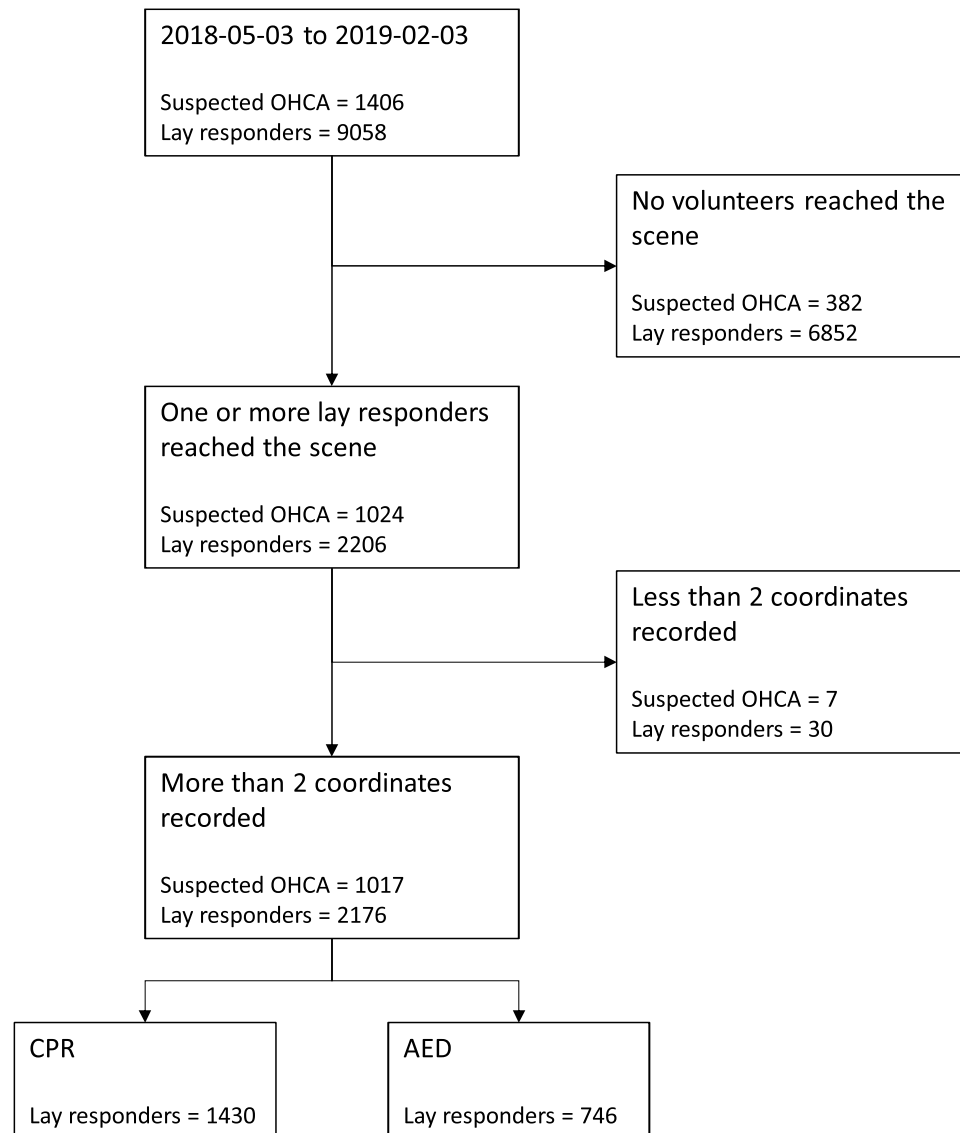 2018-05-03 to 2019-02-03
Suspected OHCA = 1406
Lay responders = 9058
No volunteers reached the
scene
Suspected OHCA = 382
Lay responders = 6852
One or more lay responders
reached the scene
Suspected OHCA = 1024
Lay responders = 2206
Less than 2 coordinates
recorded
Suspected OHCA = 7
Lay responders = 30
More than 2 coordinates
recorded
Suspected OHCA = 1017
Lay responders = 2176
CPR
Lay responders = 1430
AED
Lay responders = 746